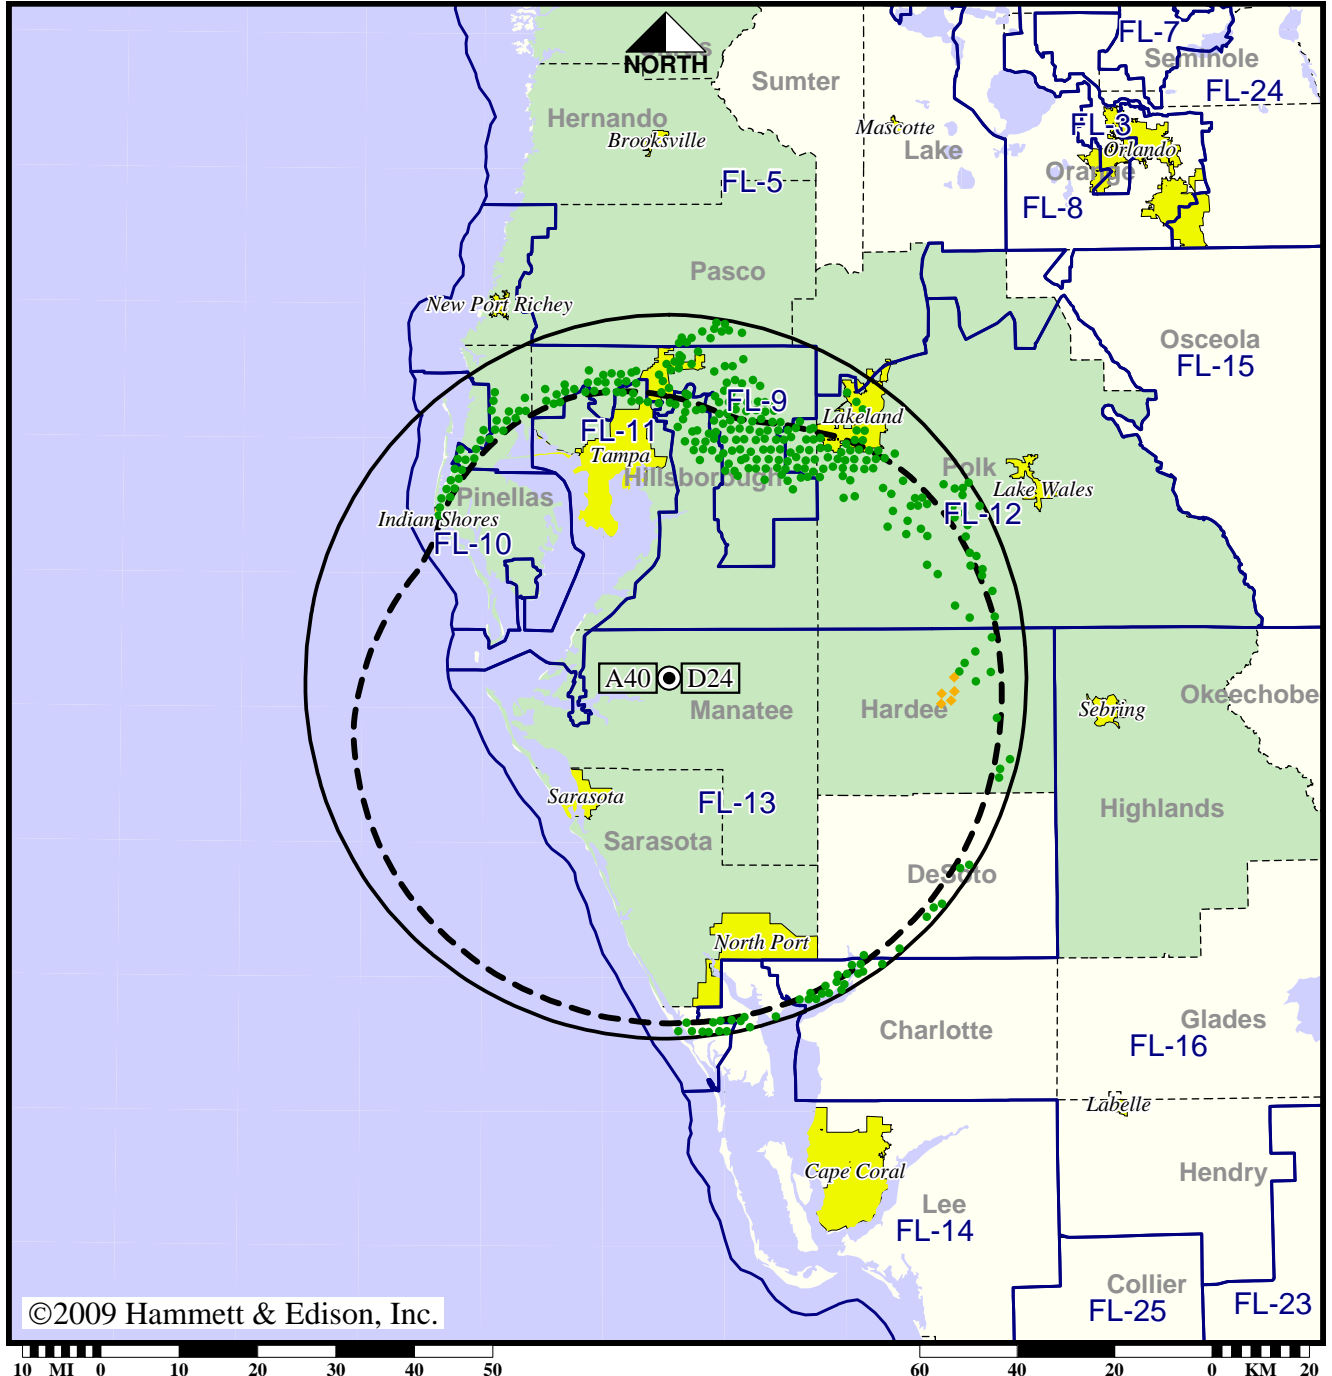 NORTH
FL-7
Seminole
FL-24
Sumter
Hernando
Brooksville
Mascotte
Lake
FL-3
Orlando
Orange
FL-5
FL-8
Pasco
New Port Richey
Osceola
FL-15
FL-9
Lakeland
FL-11
Tampa
Hillsborough
Polk
Lake Wales
Pinellas
Indian Shores
FL-12
FL-10
A40
D24
Manatee
Hardee
Sebring
Okeechobe
Sarasota
FL-13
Sarasota
Highlands
DeSoto
North Port
Charlotte
Glades
FL-16
Labelle
Cape Coral
Hendry
Lee
FL-14
Collier
FL-25
FL-23
©2009 Hammett & Edison, Inc.
10 MI 0 10 20 30 40 50
60 40 20 0 KM 20